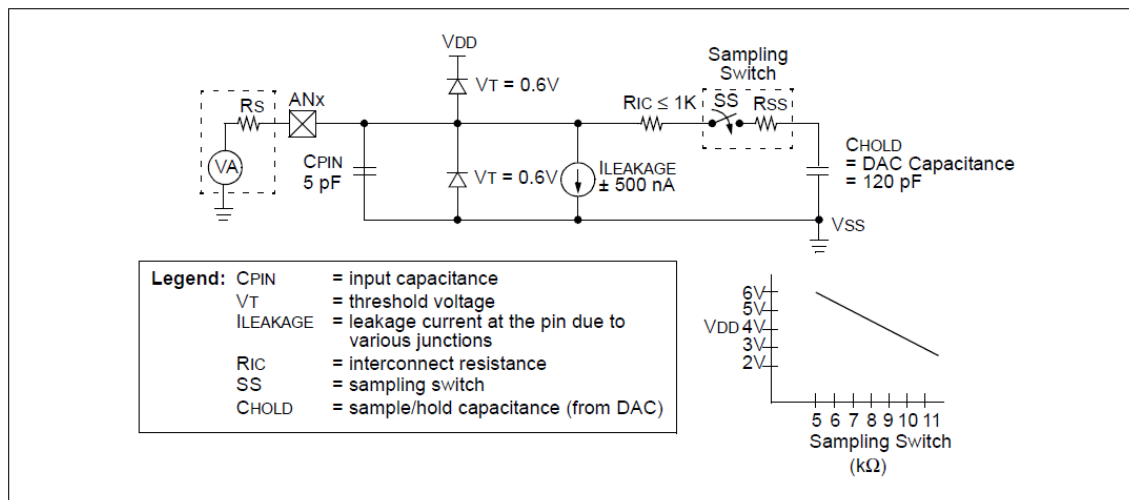 VDD
VT = 0.6V
Sampling
Switch
RS
ANx
RIC ≤ 1K
SS
RSS
VA
CPIN
5 pF
VT = 0.6V
ILEAKAGE
± 500 nA
CHOLD
= DAC Capacitance
= 120 pF
VSS
Legend: CPIN = input capacitance
VT = threshold voltage
ILEAKAGE = leakage current at the pin due to
various junctions
RIC = interconnect resistance
SS = sampling switch
CHOLD = sample/hold capacitance (from DAC)
6V
5V
VDD 4V
3V
2V
5 6 7 8 9 10 11
Sampling Switch
(kΩ)